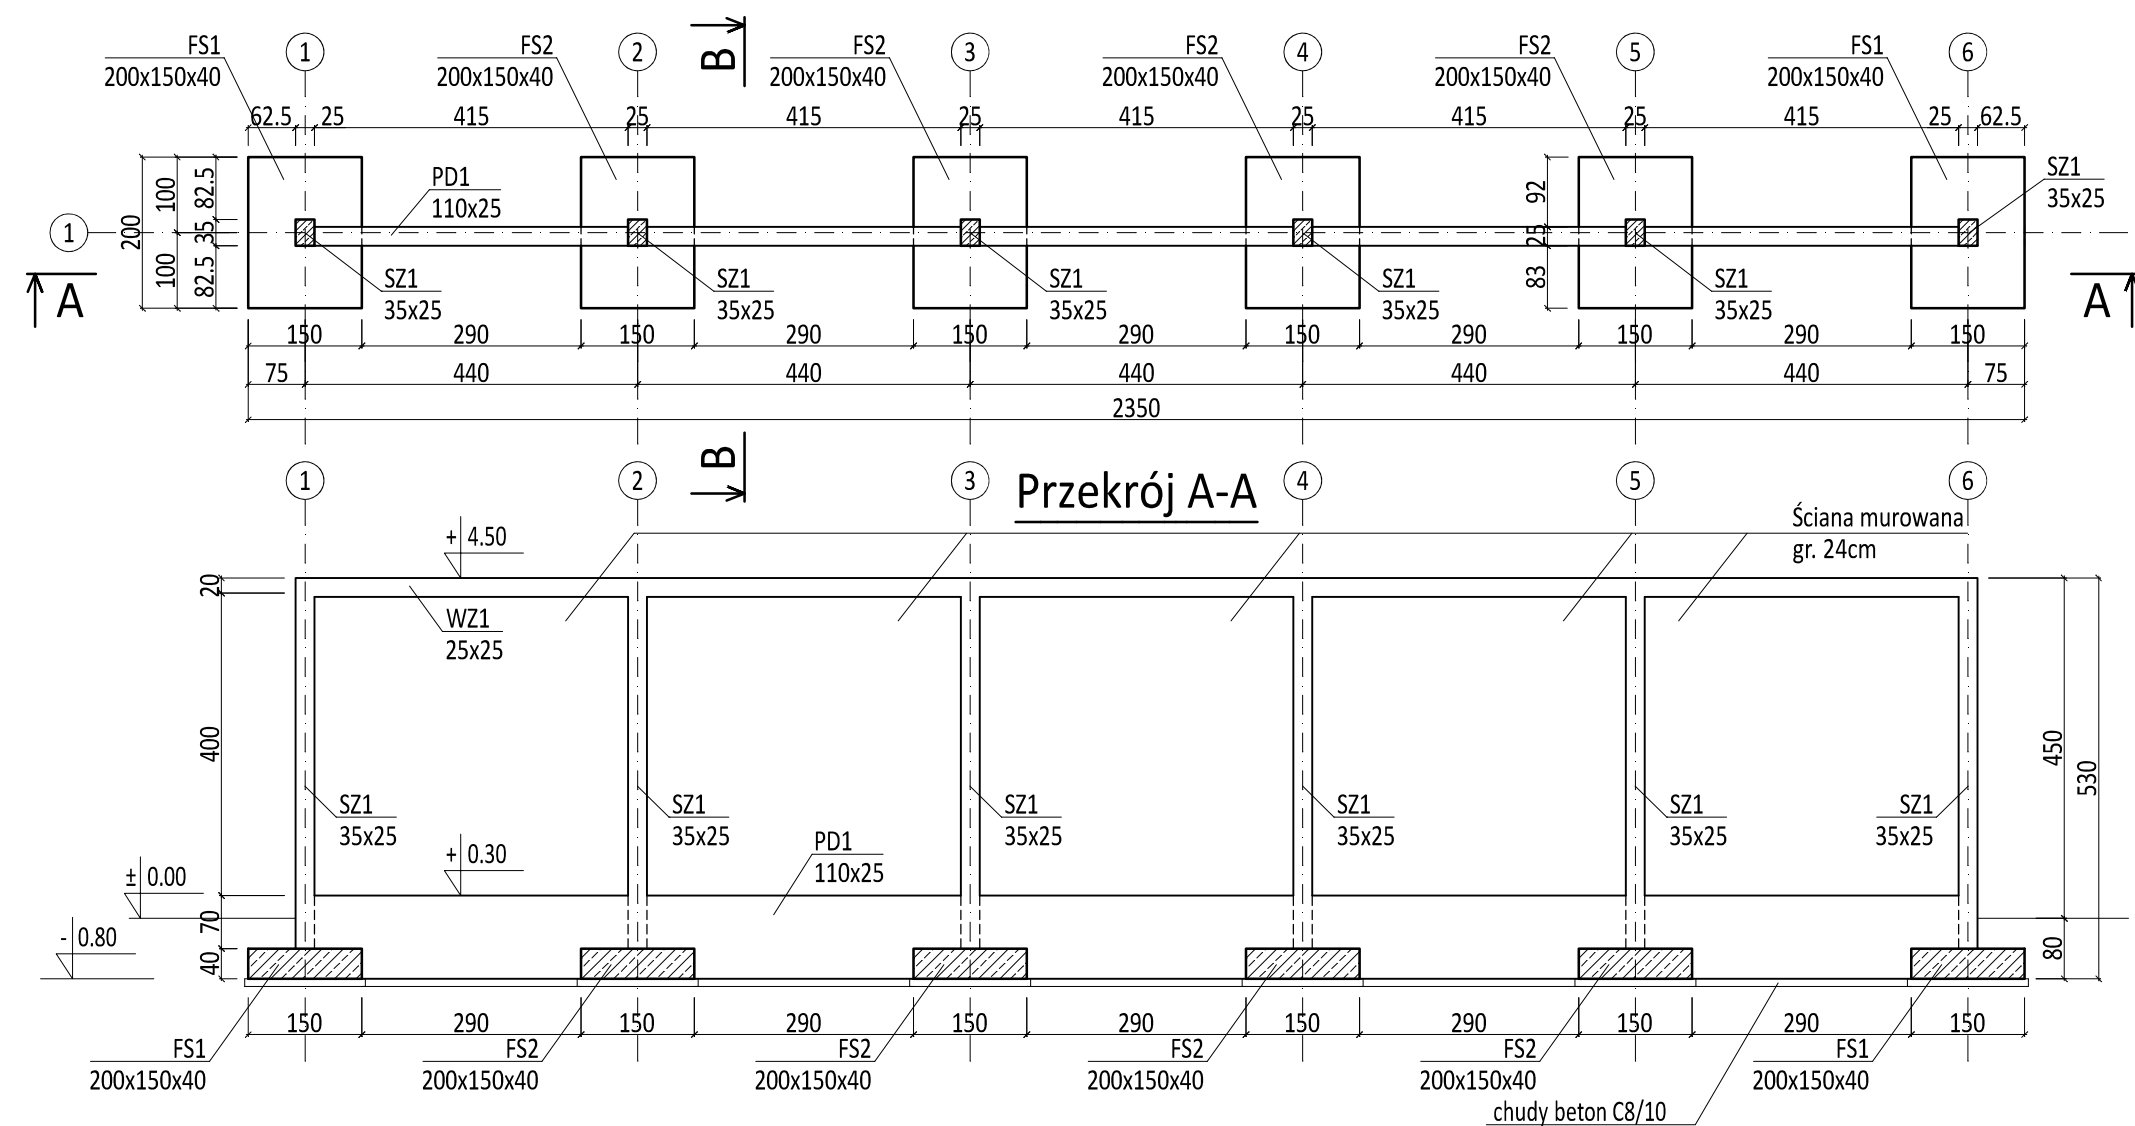 FS1 1 FS2 B FS2 3 FS2 4 FS2 5 FS1 6
2
200x150x40 200x150x40 200x150x40 200x150x40 200x150x40 200x150x40
62.5 25 415 25 415 25 415 25 415 25 415 25 62.5
PD1
110x25
SZ1
35x25
200 100 100 82.5 35 82.5
92 25 83
1
SZ1 SZ1 SZ1 SZ1 SZ1
35x25 35x25 35x25 35x25 35x25
A A
150 290 150 290 150 290 150 290 150 290 150
75 440 440 440 440 440 75
2350
B
1 2 3 4 5 6
Przekrój A-A
Ściana murowana
gr. 24cm
+ 4.50
WZ1
25x25
20 400 70 40
450 80 530
SZ1 SZ1 SZ1 SZ1 SZ1 SZ1
35x25 35x25 35x25 35x25 35x25 35x25
+ 0.30
PD1
110x25
± 0.00
- 0.80
150 290 150 290 150 290 150 290 150 290 150
FS1 FS2 FS2 FS2 FS2 FS1
200x150x40 200x150x40 200x150x40 200x150x40 200x150x40 200x150x40
chudy beton C8/10